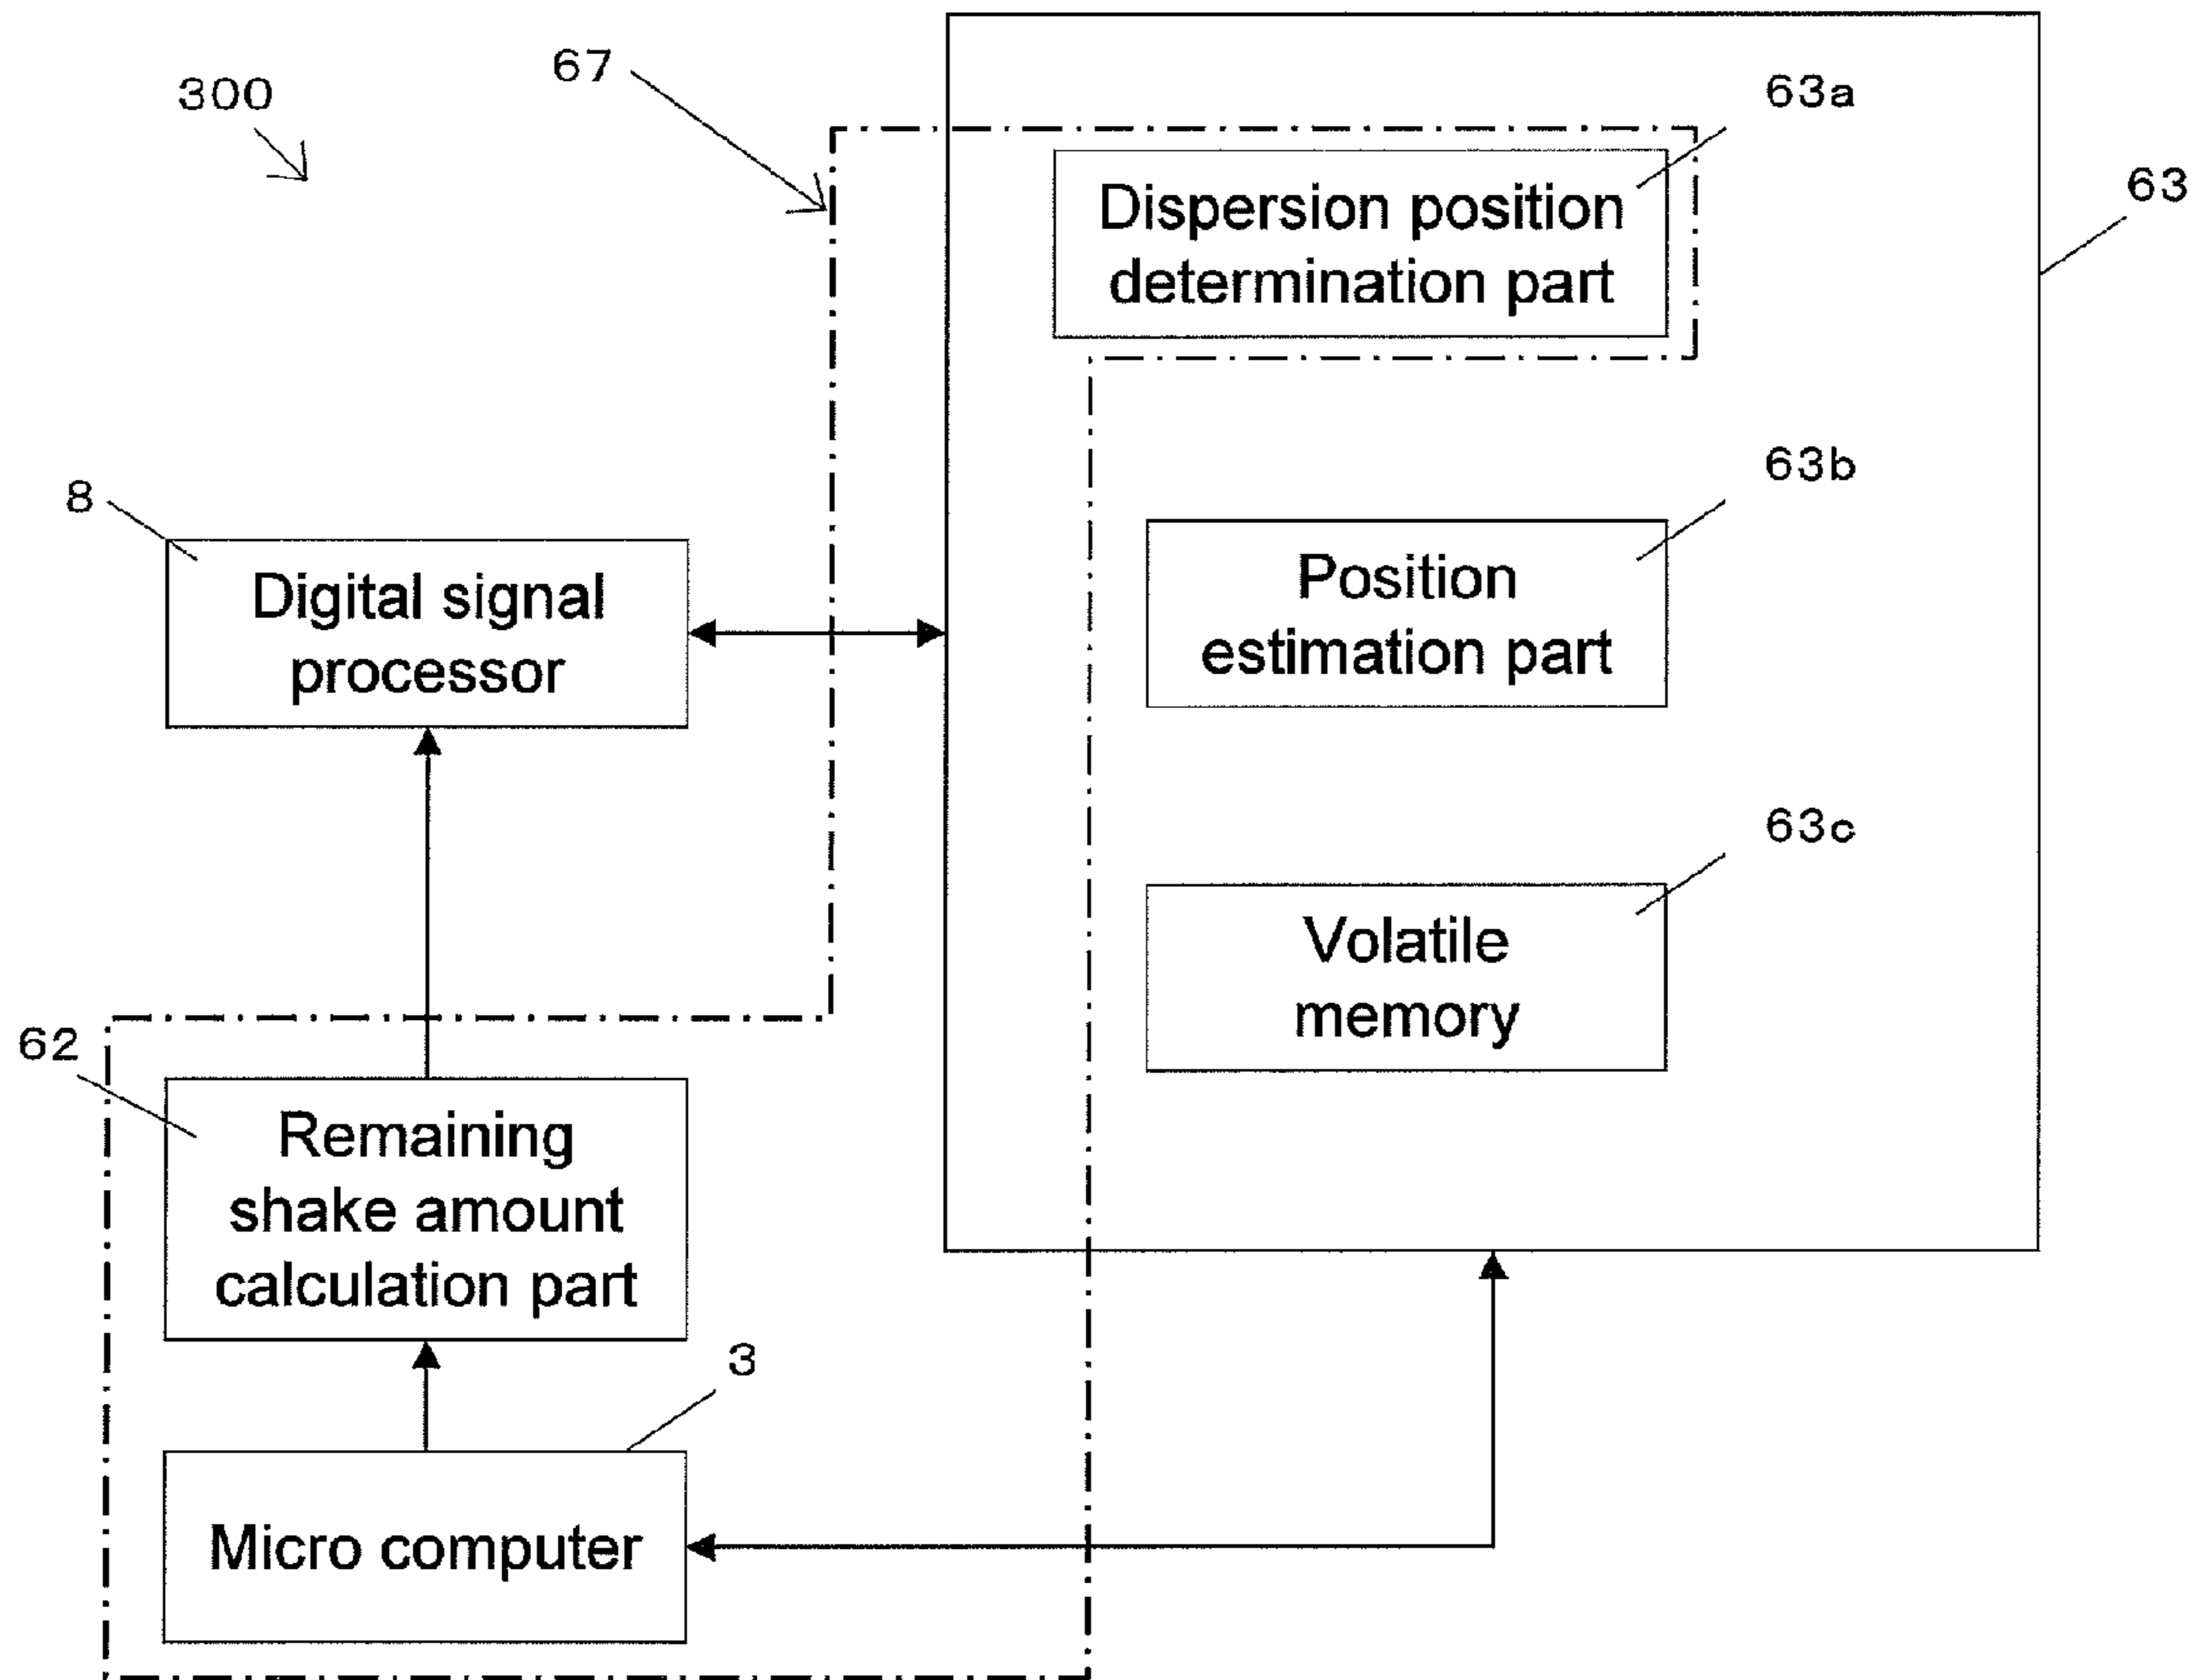 67
300
63a
Dispersion position
determination part
63
63b
8
Digital signal
processor
Position
estimation part
63c
Volatile
memory
62
Remaining
shake amount
calculation part
3
Micro computer